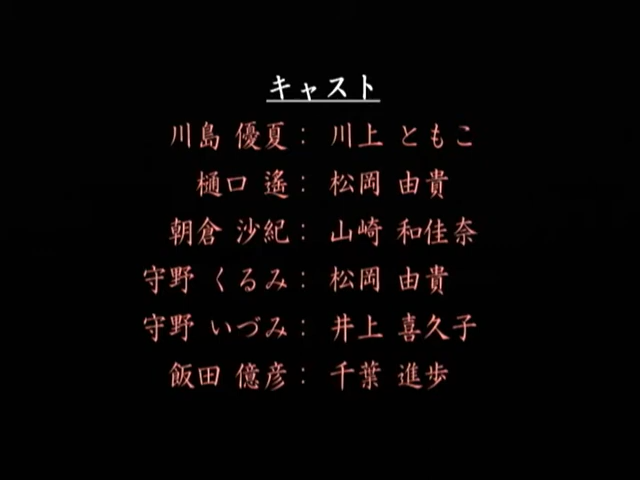 キャスト
川島 優夏： 川上 ともこ
樋口 遙： 松岡 由貴
朝倉 沙紀： 山崎 和佳奈
守野 くるみ： 松岡 由貴
守野 いづみ： 井上 喜久子
飯田 億彦： 千葉 進歩